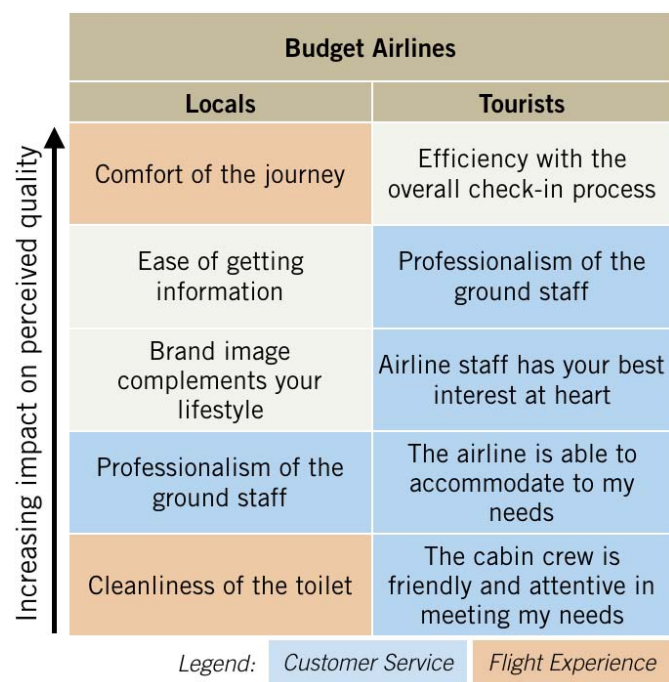 Budget Airlines
Locals
Tourists
Increasing impact on perceived quality
Comfort of the journey
Efficiency with the
overall check-in process
Ease of getting
information
Professionalism of the
ground staff
Brand image
complements your
lifestyle
Airline staff has your best
interest at heart
Professionalism of the
ground staff
The airline is able to
accommodate to my
needs
Cleanliness of the toilet
The cabin crew is
friendly and attentive in
meeting my needs
Legend:
Customer Service
Flight Experience